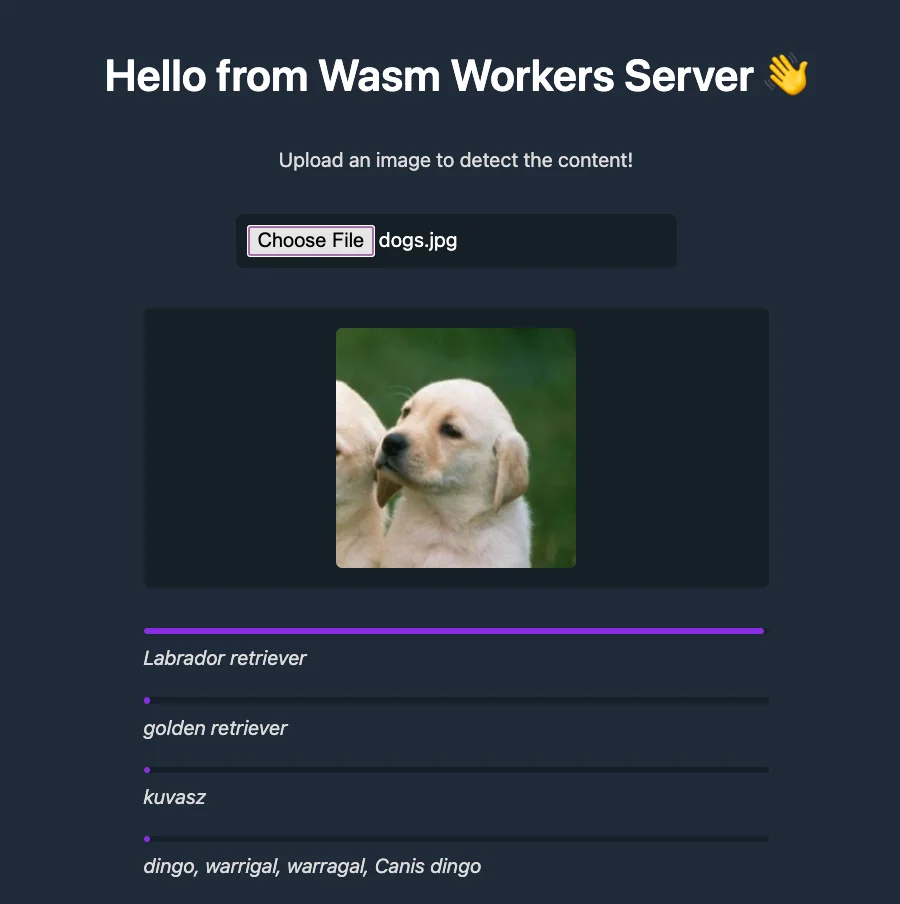 Hello from Wasm Workers Server 👋
Upload an image to detect the content!
Choose File dogs.jpg
Labrador retriever
golden retriever
kuvasz
dingo, warrigal, warragal, Canis dingo